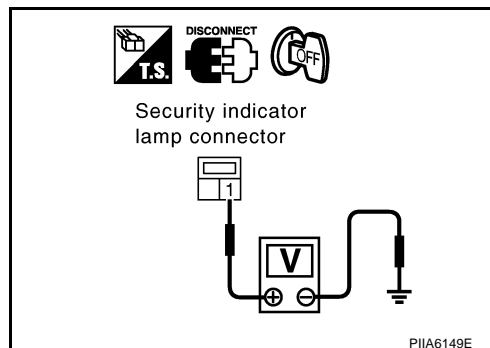 T.S.
DISCONNECT
OFF
Security indicator
lamp connector
1
V
+ -
PIIA6149E